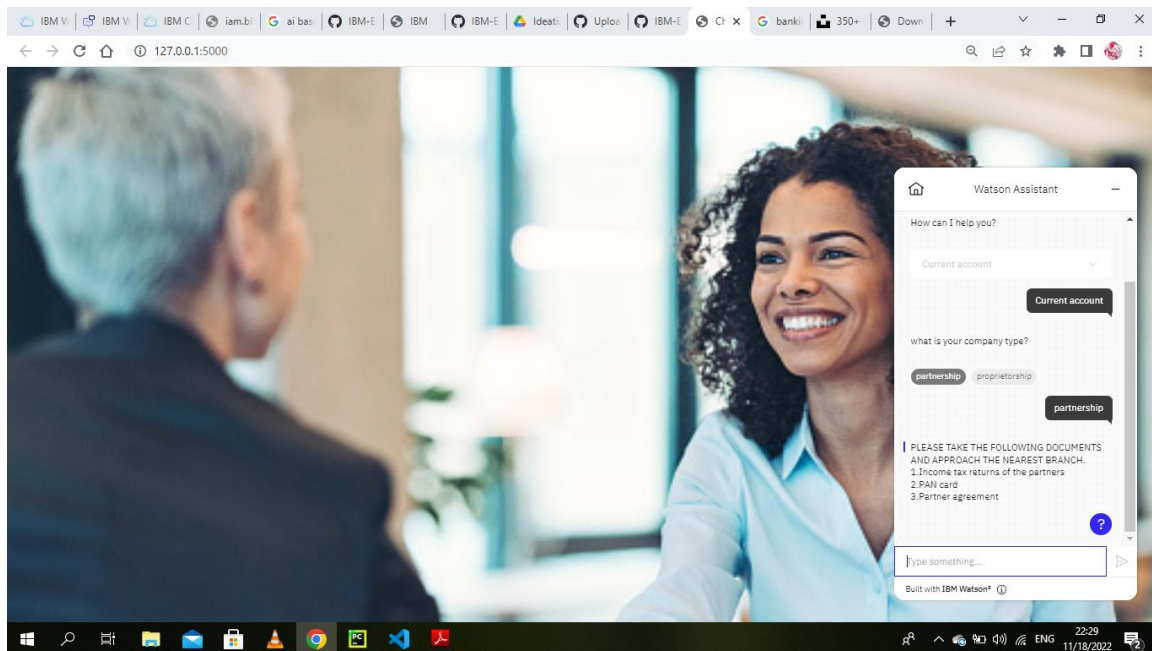 IBM W
IBM W
IBM C
iam.bl
ai bas
IBM-E
IBM
IBM-E
Ideati
Uploa
IBM-E
Ch
bankin
350+
Down
127.0.0.1:5000
Watson Assistant
How can I help you?
Current account
Current account
what is your company type?
partnership proprietorship
partnership
PLEASE TAKE THE FOLLOWING DOCUMENTS
AND APPROACH THE NEAREST BRANCH.
1.Income tax returns of the partners
2.PAN card
3.Partner agreement
?
Type something...
Built with IBM Watson®
ENG
22:29
11/18/2022
2